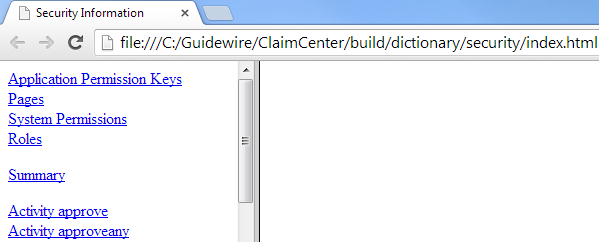 Security Information
file:///C:/Guidewire/ClaimCenter/build/dictionary/security/index.html
Application Permission Keys
Pages
System Permissions
Roles
Summary
Activity approve
Activity approveany